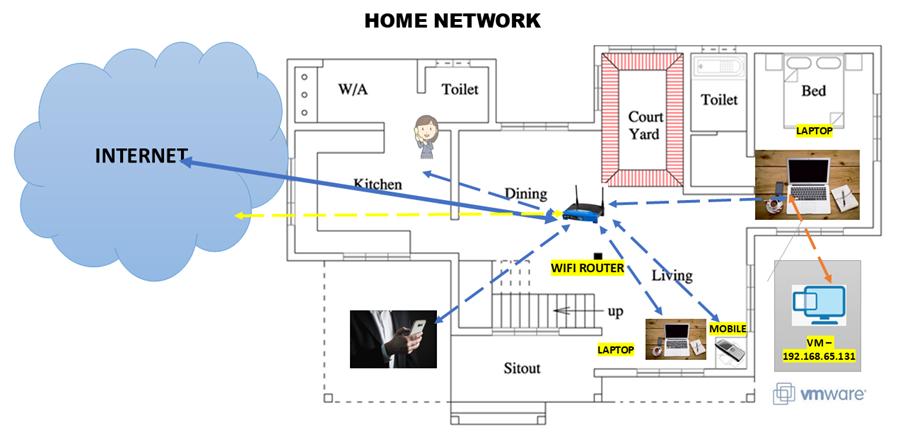 HOME NETWORK
INTERNET
W/A
Toilet
Kitchen
Dining
Court
Yard
Toilet
Bed
LAPTOP
WIFI ROUTER
Living
up
Sitout
LAPTOP
MOBILE
VM –
192.168.65.131
vmware®